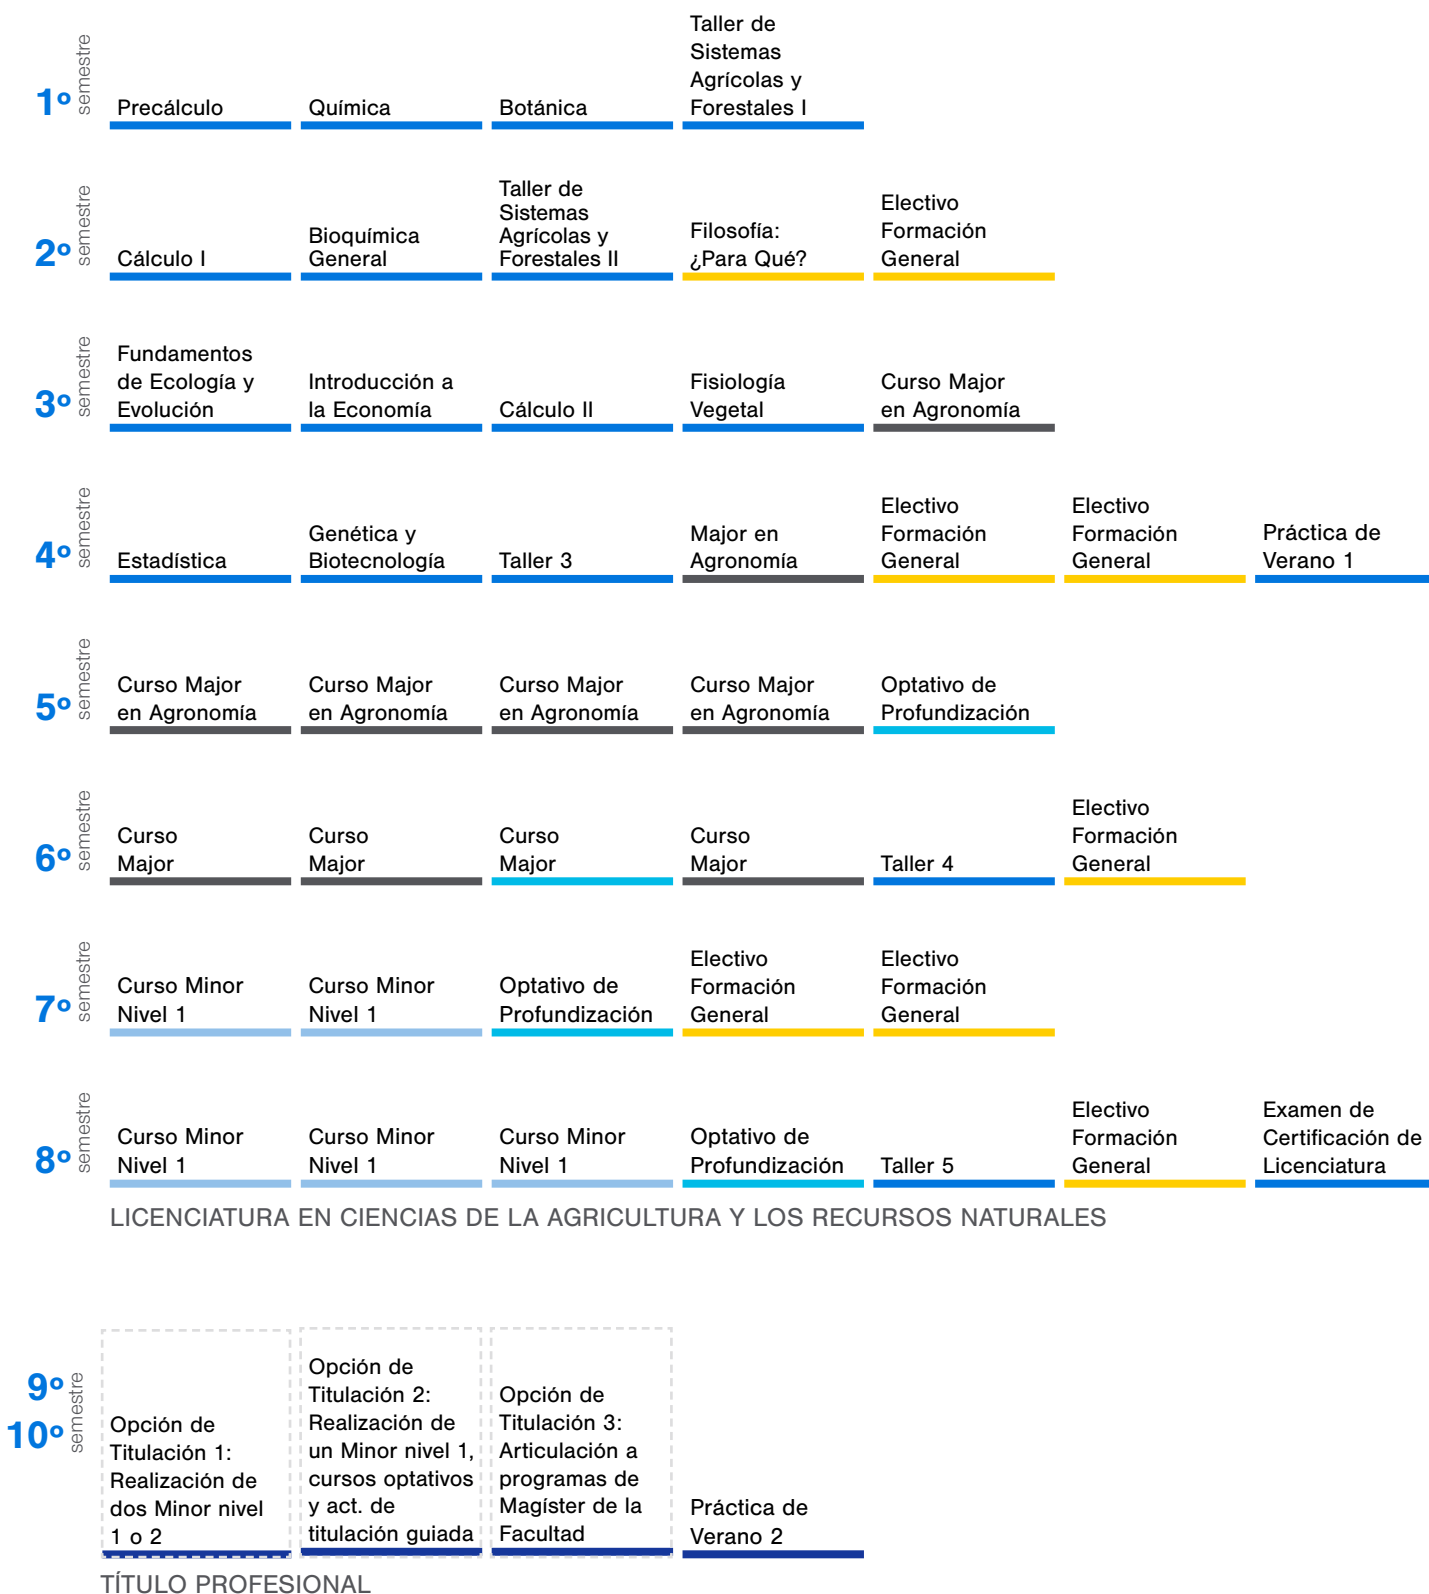 1º semestre
Precálculo
Química
Botánica
Taller de
Sistemas
Agrícolas y
Forestales I
2º semestre
Cálculo I
Bioquímica
General
Taller de
Sistemas
Agrícolas y
Forestales II
Filosofía:
¿Para Qué?
Electivo
Formación
General
3º semestre
Fundamentos
de Ecología y
Evolución
Introducción a
la Economía
Cálculo II
Fisiología
Vegetal
Curso Major
en Agronomía
4º semestre
Estadística
Genética y
Biotecnología
Taller 3
Major en
Agronomía
Electivo
Formación
General
Electivo
Formación
General
Práctica de
Verano 1
5º semestre
Curso Major
en Agronomía
Curso Major
en Agronomía
Curso Major
en Agronomía
Curso Major
en Agronomía
Optativo de
Profundización
6º semestre
Curso
Major
Curso
Major
Curso
Major
Curso
Major
Taller 4
Electivo
Formación
General
7º semestre
Curso Minor
Nivel 1
Curso Minor
Nivel 1
Optativo de
Profundización
Electivo
Formación
General
Electivo
Formación
General
8º semestre
Curso Minor
Nivel 1
Curso Minor
Nivel 1
Curso Minor
Nivel 1
Optativo de
Profundización
Taller 5
Electivo
Formación
General
Examen de
Certificación de
Licenciatura
LICENCIATURA EN CIENCIAS DE LA AGRICULTURA Y LOS RECURSOS NATURALES
9º
10º
semestre
Opción de
Titulación 1:
Realización de
dos Minor nivel
1 o 2
Opción de
Titulación 2:
Realización de
un Minor nivel 1,
cursos optativos
y act. de
titulación guiada
Opción de
Titulación 3:
Articulación a
programas de
Magíster de la
Facultad
Práctica de
Verano 2
TÍTULO PROFESIONAL